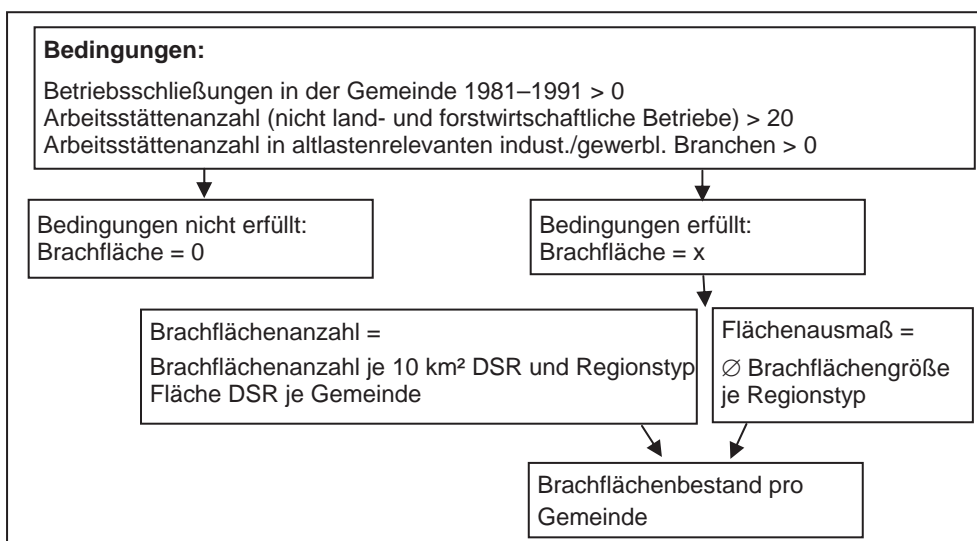 Bedingungen:
Betriebsschließungen in der Gemeinde 1981–1991 > 0
Arbeitsstättenanzahl (nicht land- und forstwirtschaftliche Betriebe) > 20
Arbeitsstättenanzahl in altlastenrelevanten indust./gewerbl. Branchen > 0
Bedingungen nicht erfüllt:
Brachfläche = 0
Bedingungen erfüllt:
Brachfläche = x
Brachflächenanzahl =
Brachflächenanzahl je 10 km² DSR und Regionstyp
Fläche DSR je Gemeinde
Flächenausmaß =
∅ Brachflächengröße
je Regionstyp
Brachflächenbestand pro
Gemeinde